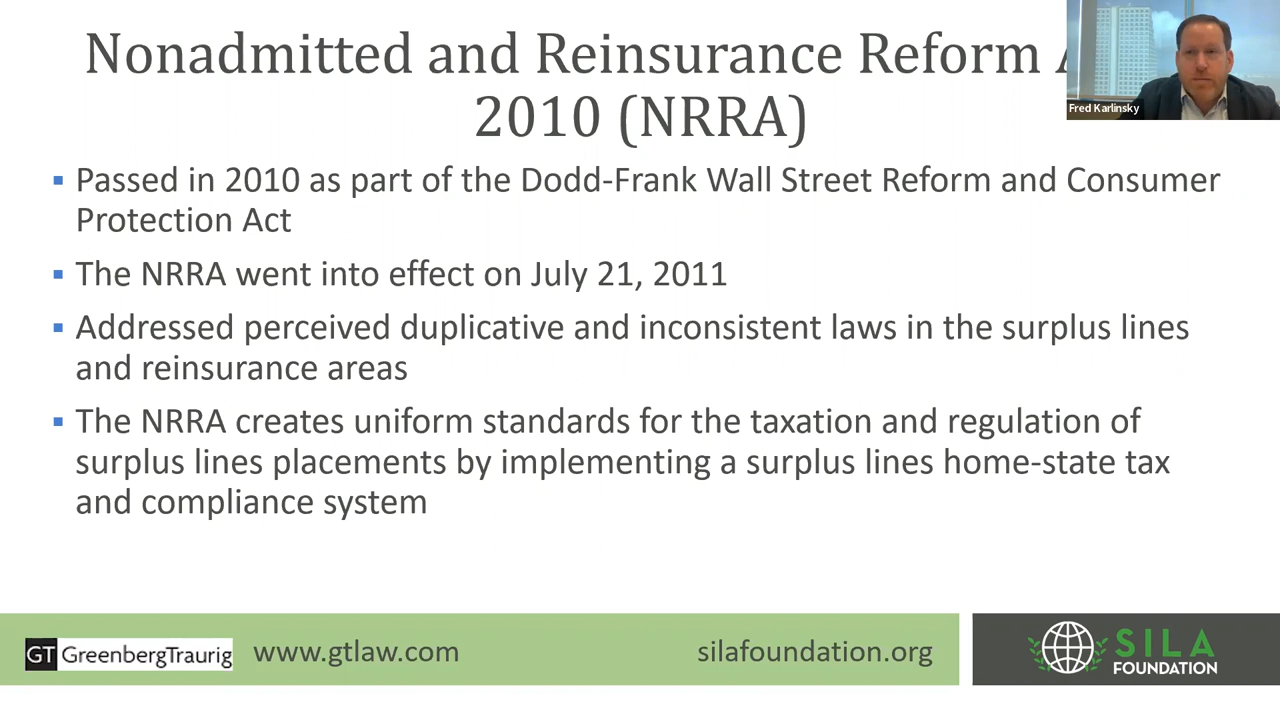 Nonadmitted and Reinsurance Reform
2010 (NRRA)
Fred Karlinsky
▪ Passed in 2010 as part of the Dodd-Frank Wall Street Reform and Consumer
Protection Act
▪ The NRRA went into effect on July 21, 2011
▪ Addressed perceived duplicative and inconsistent laws in the surplus lines
and reinsurance areas
▪ The NRRA creates uniform standards for the taxation and regulation of
surplus lines placements by implementing a surplus lines home-state tax
and compliance system
GT GreenbergTraurig www.gtlaw.com silafoundation.org
SILA
FOUNDATION